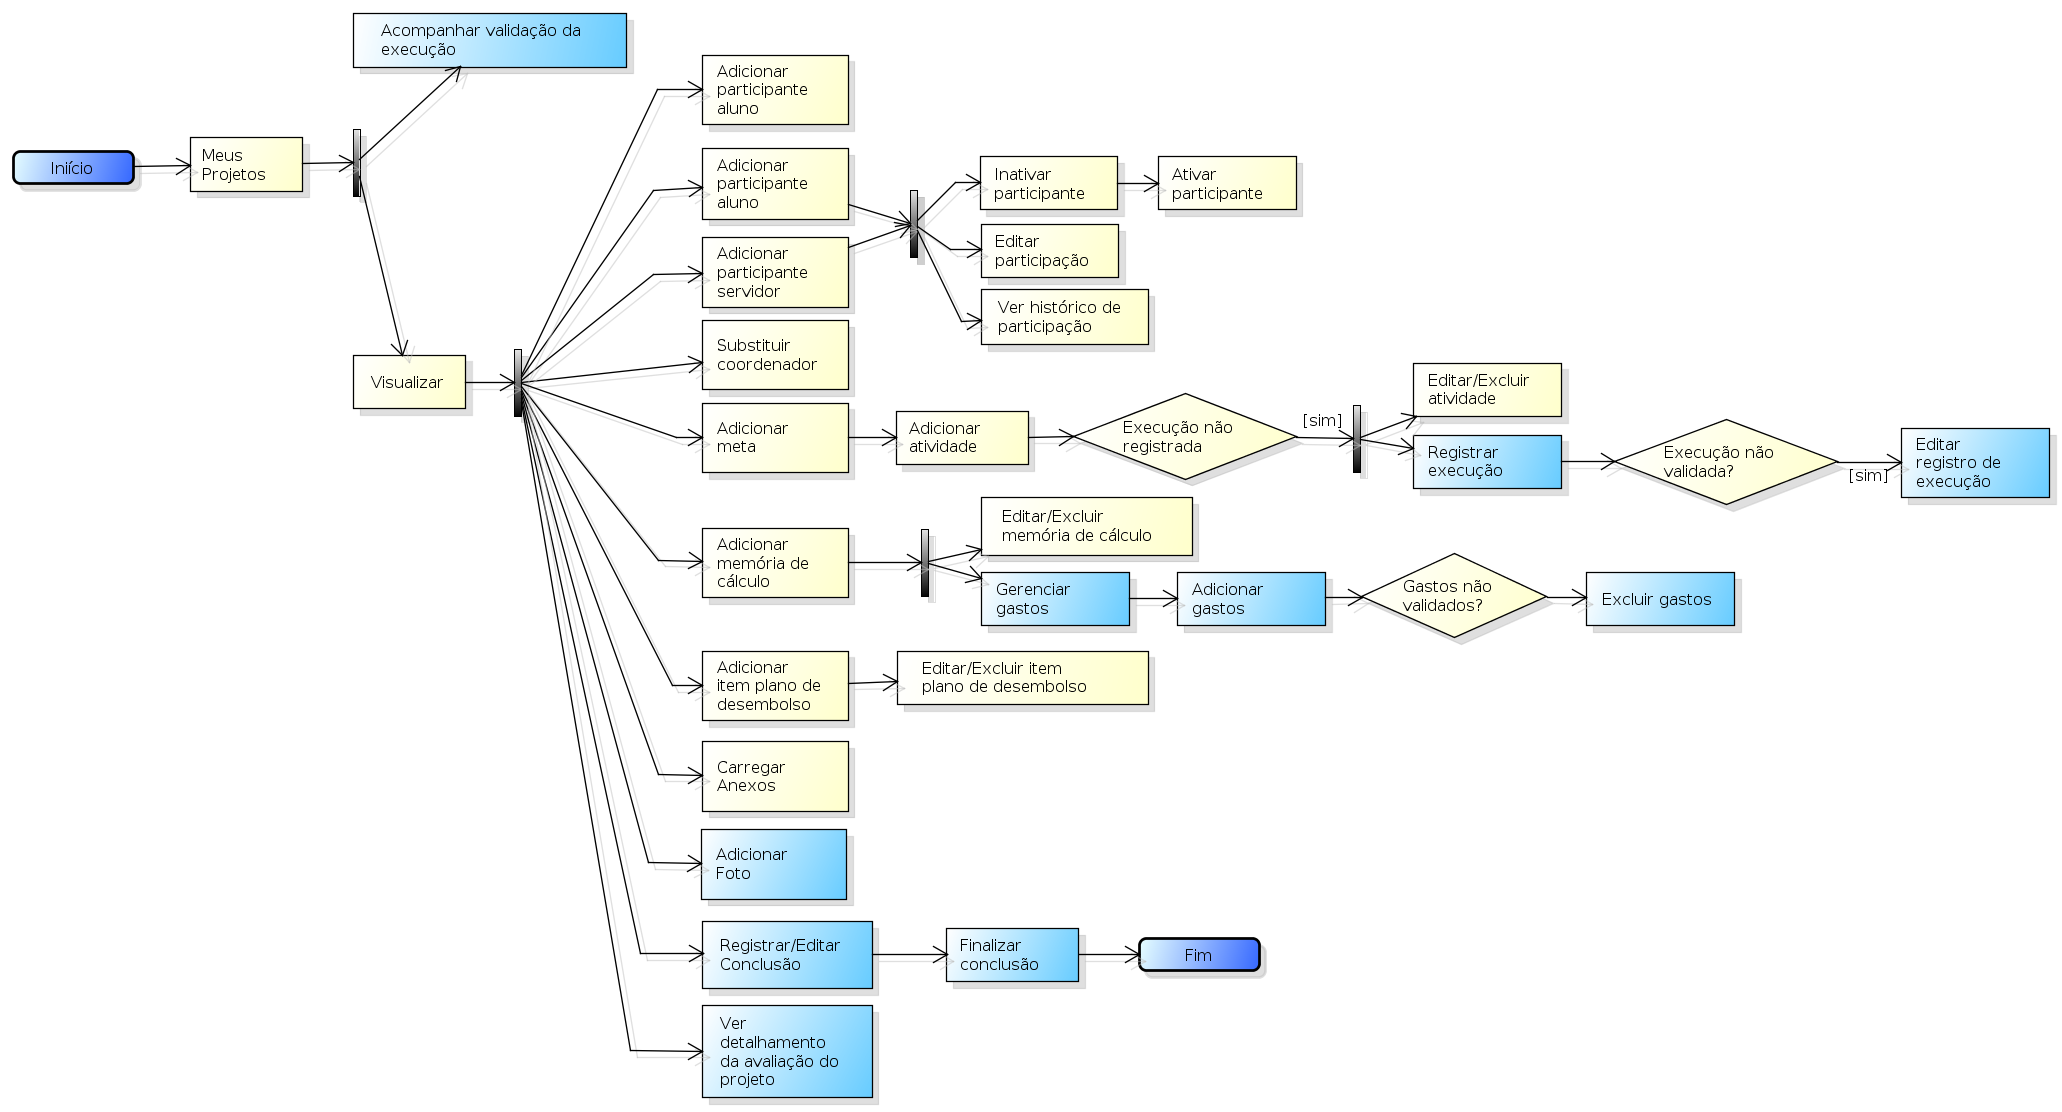 Acompanhar validação da
execução
Iniício
Meus
Projetos
Visualizar
Adicionar
participante
aluno
Adicionar
participante
aluno
Adicionar
participante
servidor
Inativar
participante
Ativar
participante
Editar
participação
Ver histórico de
participação
Substituir
coordenador
Adicionar
meta
Adicionar
atividade
Execução não
registrada
[sim]
Editar/Excluir
atividade
Registrar
execução
Execução não
validada?
[sim]
Editar
registro de
execução
Adicionar
memória de
cálculo
Editar/Excluir
memória de cálculo
Gerenciar
gastos
Adicionar
gastos
Gastos não
validados?
Excluir gastos
Adicionar
item plano de
desembolso
Editar/Excluir item
plano de desembolso
Carregar
Anexos
Adicionar
Foto
Registrar/Editar
Conclusão
Finalizar
conclusão
Fim
Ver
detalhamento
da avaliação do
projeto